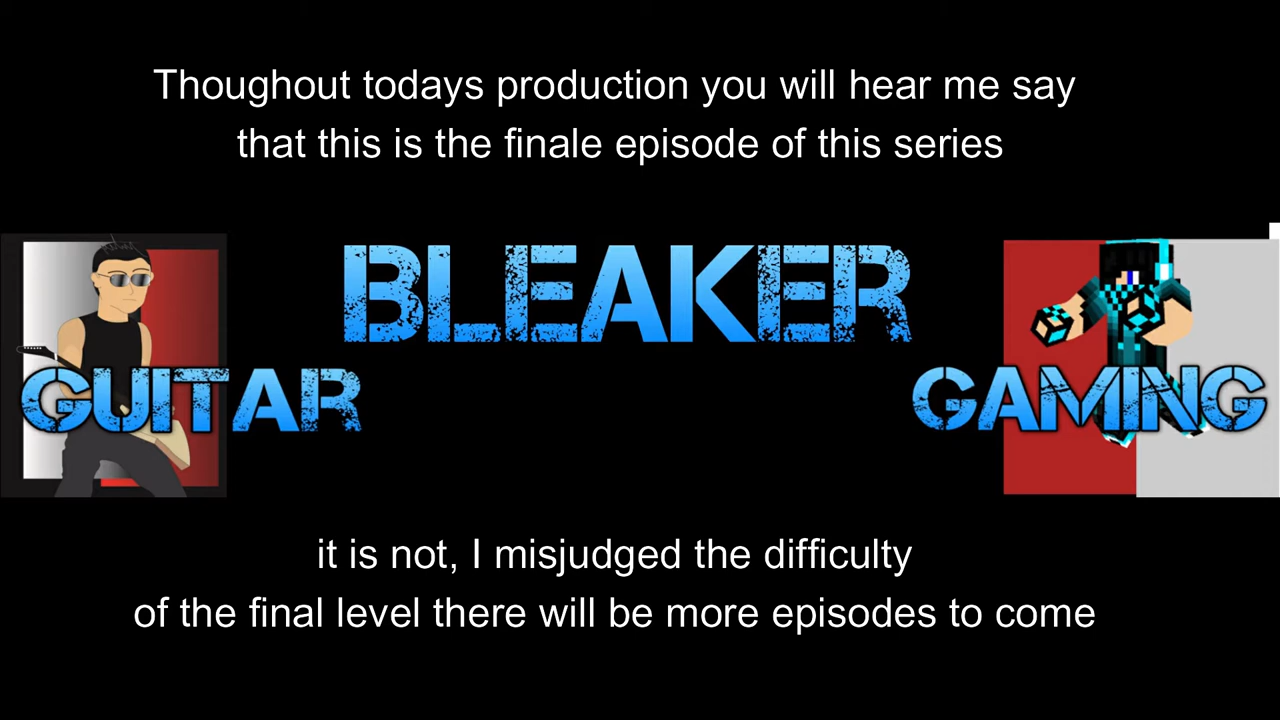 Thoughout todays production you will hear me say
that this is the finale episode of this series
BLEAKER
GUITAR
GAMING
it is not, I misjudged the difficulty
of the final level there will be more episodes to come